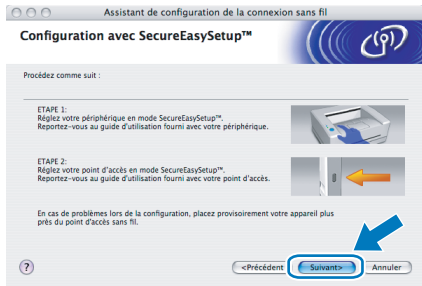 Assistant de configuration de la connexion sans fil
Configuration avec SecureEasySetup™
Procédez comme suit :
ETAPE 1:
Réglez votre périphérique en mode SecureEasySetup™.
Reportez-vous au guide d'utilisation fourni avec votre périphérique.
ETAPE 2:
Réglez votre point d'accès en mode SecureEasySetup™.
Reportez-vous au guide d'utilisation fourni avec votre point d'accès.
En cas de problèmes lors de la configuration, placez provisoirement votre appareil plus
près du point d'accès sans fil.
? <Précédent Suivant> Annuler